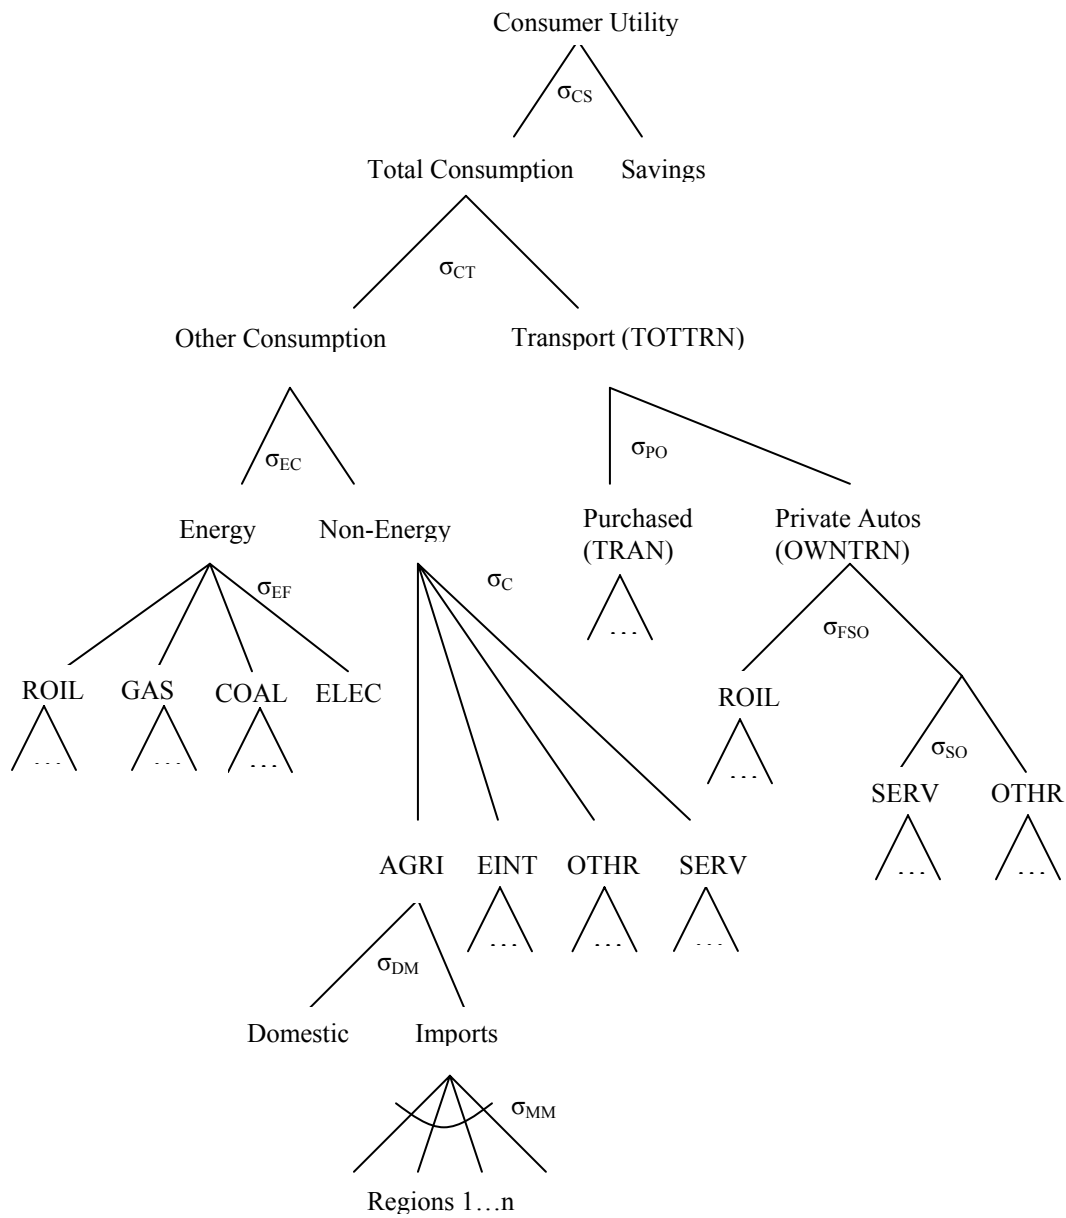 Consumer Utility
σCS
Total Consumption Savings
σCT
Other Consumption Transport (TOTTRN)
σEC σPO
Energy Non-Energy Purchased (TRAN) Private Autos (OWNTRN)
σEF σC σFSO
ROIL GAS COAL ELEC ROIL
... ... ... ... ...
σSO
SERV OTHR
... ...
AGRI EINT OTHR SERV
... ... ...
σDM
Domestic Imports
σMM
Regions 1…n